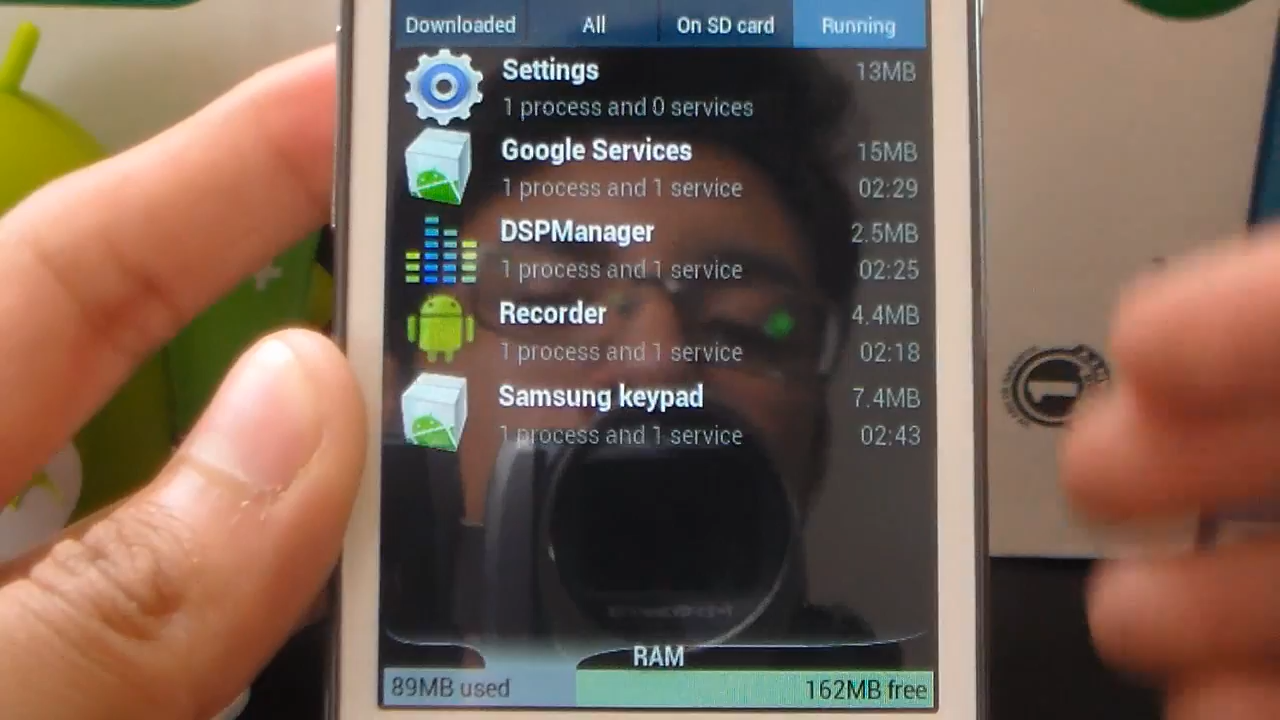 Downloaded All On SD card Running
Settings 13MB
1 process and 0 services
Google Services 15MB
1 process and 1 service 02:29
DSPManager 2.5MB
1 process and 1 service 02:25
Recorder 4.4MB
1 process and 1 service 02:18
Samsung keypad 7.4MB
1 process and 1 service 02:43
RAM
89MB used 162MB free
1